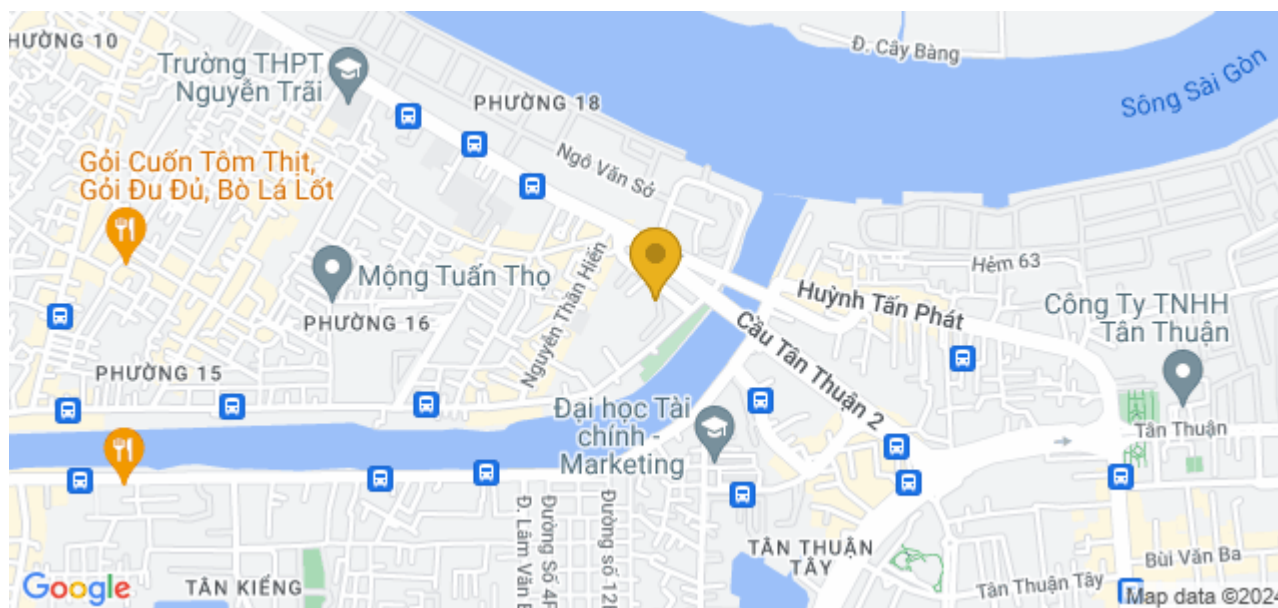 HƯỜNG 10
Trường THPT
Nguyễn Trãi
PHƯỜNG 18
Đ. Cây Bàng
Sông Sài Gòn
Gỏi Cuốn Tôm Thịt,
Gỏi Đu Đủ, Bò Lá Lốt
Ngô Văn Sở
Mộng Tuấn Thọ
Nguyễn Thần Hiến
Hẻm 63
Huỳnh Tấn Phát
Công Ty TNHH
Tân Thuận
PHƯỜNG 16
Cầu Tân Thuận 2
PHƯỜNG 15
Đại học Tài
chính -
Marketing
Tân Thuận
Đ. Lâm Văn B
Đường Số 4F
Đường số 12
TÂN THUẬN
TÂY
Bùi Văn Ba
Google
TÂN KIỂNG
Tân Thuận Tây
Map data ©2024